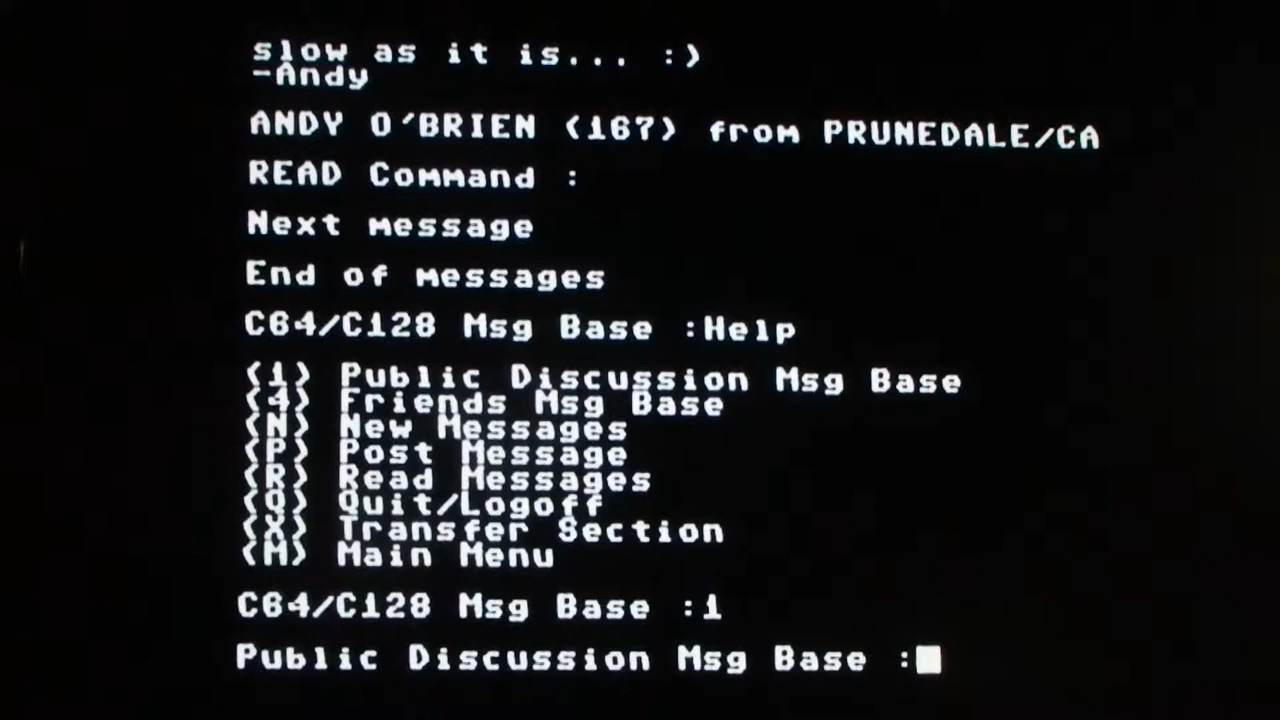 slow as it is... :)
-Andy
ANDY O'BRIEN (167) from PRUNEDALE/CA
READ Command :
Next message
End of messages
C64/C128 Msg Base :Help
(1) Public Discussion Msg Base
(4) Friends Msg Base
(N) New Messages
(P) Post Message
(R) Read Messages
(Q) Quit/Logoff
(X) Transfer Section
(M) Main Menu
C64/C128 Msg Base :1
Public Discussion Msg Base :